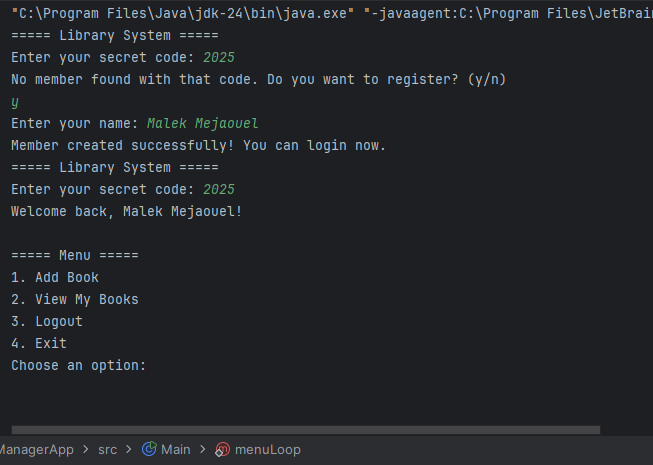 "C:\Program Files\Java\jdk-24\bin\java.exe" "-javaagent:C:\Program Files\JetBrain
===== Library System =====
Enter your secret code: 2025
No member found with that code. Do you want to register? (y/n)
y
Enter your name: Malek Mejaouel
Member created successfully! You can login now.
===== Library System =====
Enter your secret code: 2025
Welcome back, Malek Mejaouel!
===== Menu =====
1. Add Book
2. View My Books
3. Logout
4. Exit
Choose an option:
ManagerApp > src > Main > menuLoop